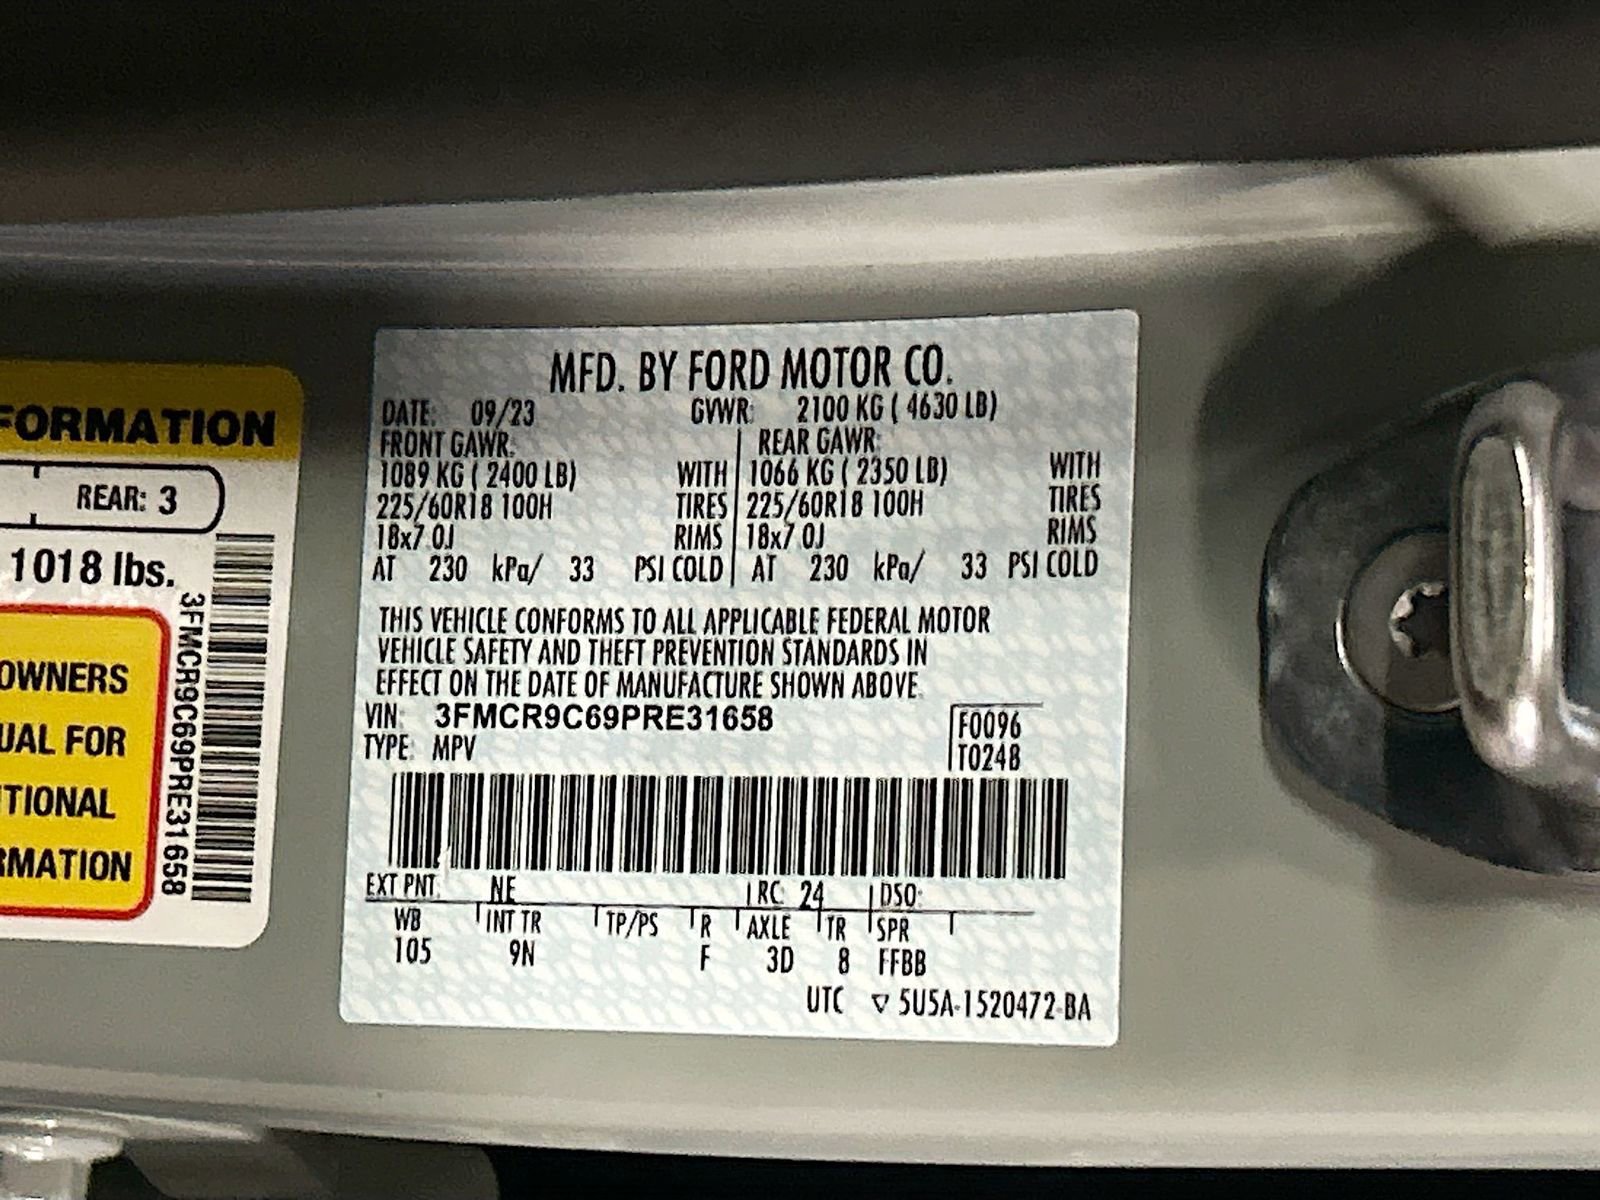 FORMATION
REAR: 3
1018 lbs.
OWNERS
UAL FOR
TIONAL
RMATION
3FMCR9C69PRE31658
MFD. BY FORD MOTOR CO.
DATE: 09/23 GVWR: 2100 KG ( 4630 LB)
FRONT GAWR: REAR GAWR:
1089 KG ( 2400 LB) WITH 1066 KG ( 2350 LB) WITH
225/60R18 100H TIRES 225/60R18 100H TIRES
18x7.0J RIMS 18x7.0J RIMS
AT 230 kPa/ 33 PSI COLD AT 230 kPa/ 33 PSI COLD
THIS VEHICLE CONFORMS TO ALL APPLICABLE FEDERAL MOTOR
VEHICLE SAFETY AND THEFT PREVENTION STANDARDS IN
EFFECT ON THE DATE OF MANUFACTURE SHOWN ABOVE.
VIN: 3FMCR9C69PRE31658 F0096
TYPE: MPV T024B
EXT PNT: NE RC: 24 DSO:
WB INT TR TP/PS R AXLE TR SPR
105 9N F 3D 8 FFBB
UTC ▽ 5U5A-1520472-BA